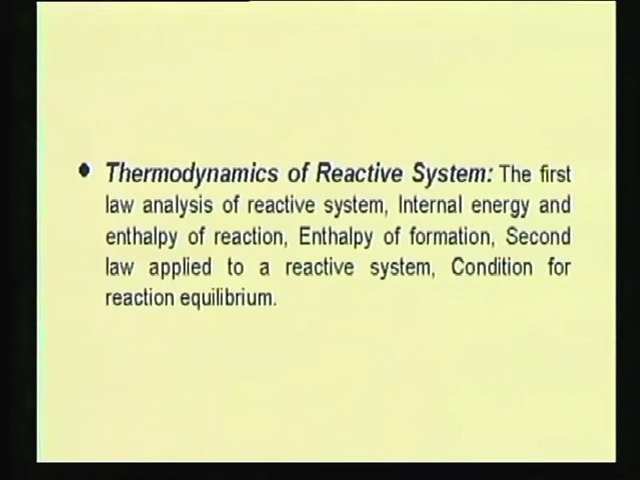 • Thermodynamics of Reactive System: The first
law analysis of reactive system, Internal energy and
enthalpy of reaction, Enthalpy of formation, Second
law applied to a reactive system, Condition for
reaction equilibrium.